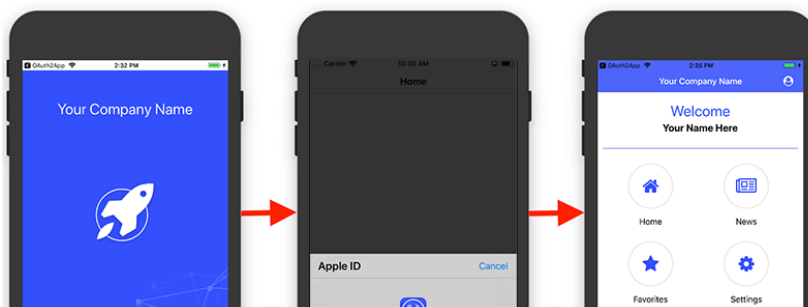 OAuth2App 2:32 PM
Your Company Name
Carrier 10:30 AM
Home
Apple ID Cancel
OAuth2App 2:35 PM
Your Company Name
Welcome
Your Name Here
Home News
Favorites Settings